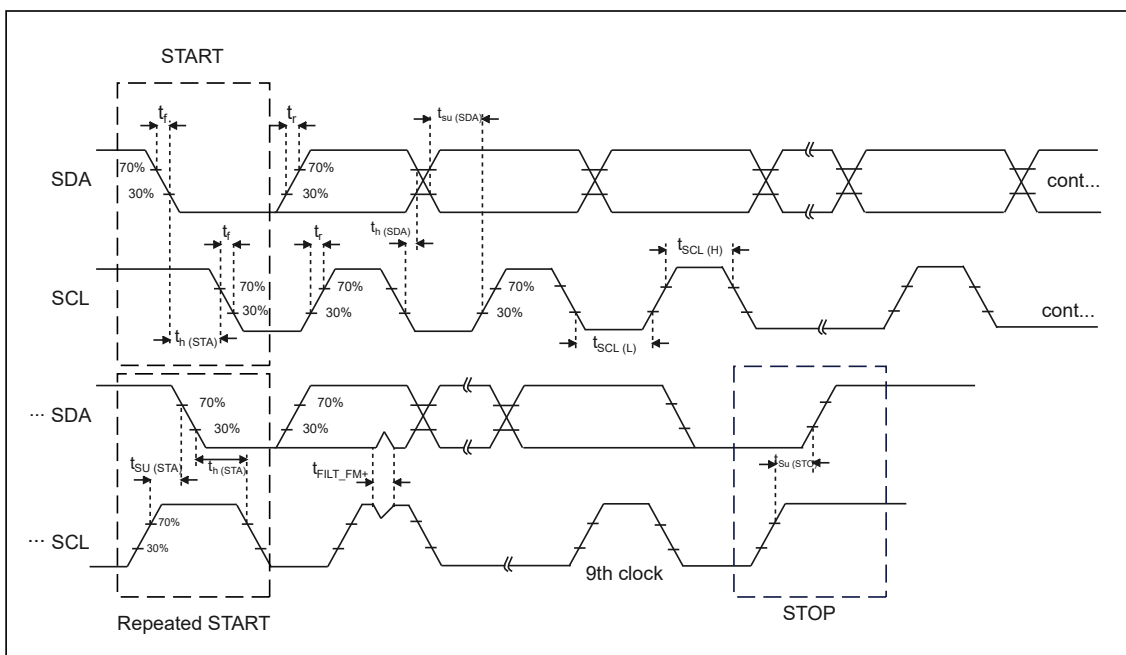 START
tf
tr
tsu (SDA)
70%
70%
SDA
30%
30%
cont...
tf
tr
th (SDA)
tSCL (H)
70%
70%
70%
SCL
30%
30%
30%
cont...
th (STA)
tSCL (L)
··· SDA
70%
70%
30%
30%
tSU (STA)
th (STA)
tFILT_FM+
tSu (STO
··· SCL
70%
30%
9th clock
Repeated START
STOP